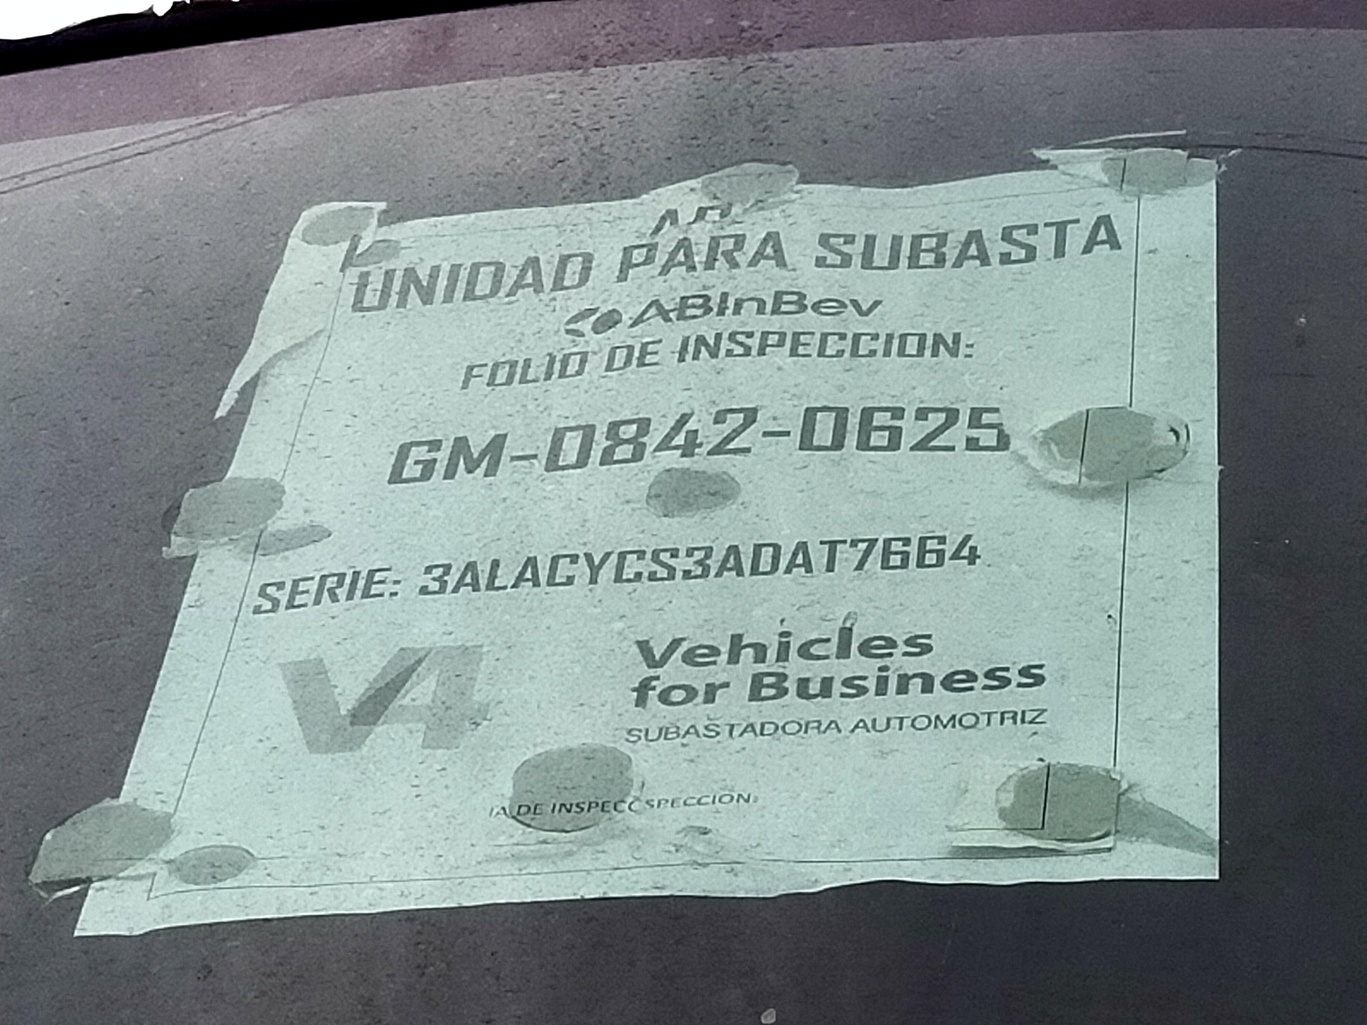 UNIDAD PARA SUBASTA
ABInBev
FOLIO DE INSPECCION:
GM-0842-0625
SERIE: 3ALACYCS3ADAT7664
V4
Vehicles
for Business
SUBASTADORA AUTOMOTRIZ